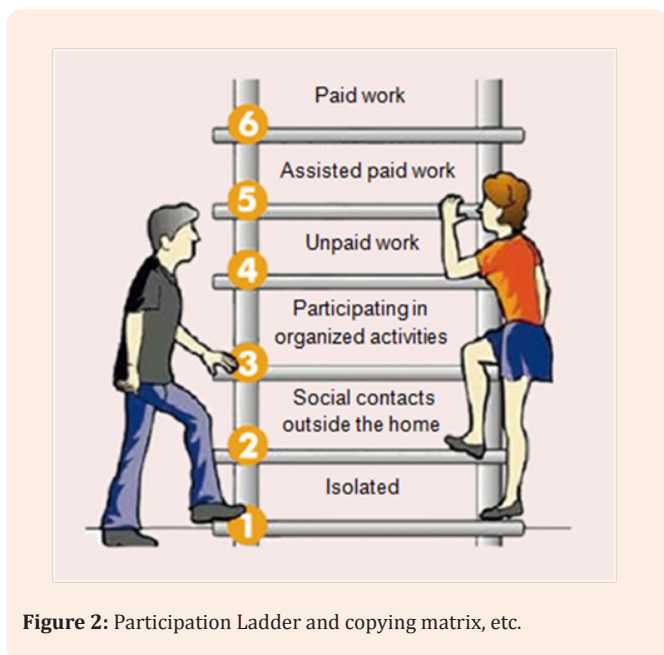 Paid work
6
Assisted paid work
5
Unpaid work
4
Participating in
organized activities
3
Social contacts
outside the home
2
Isolated
1
Figure 2: Participation Ladder and copying matrix, etc.